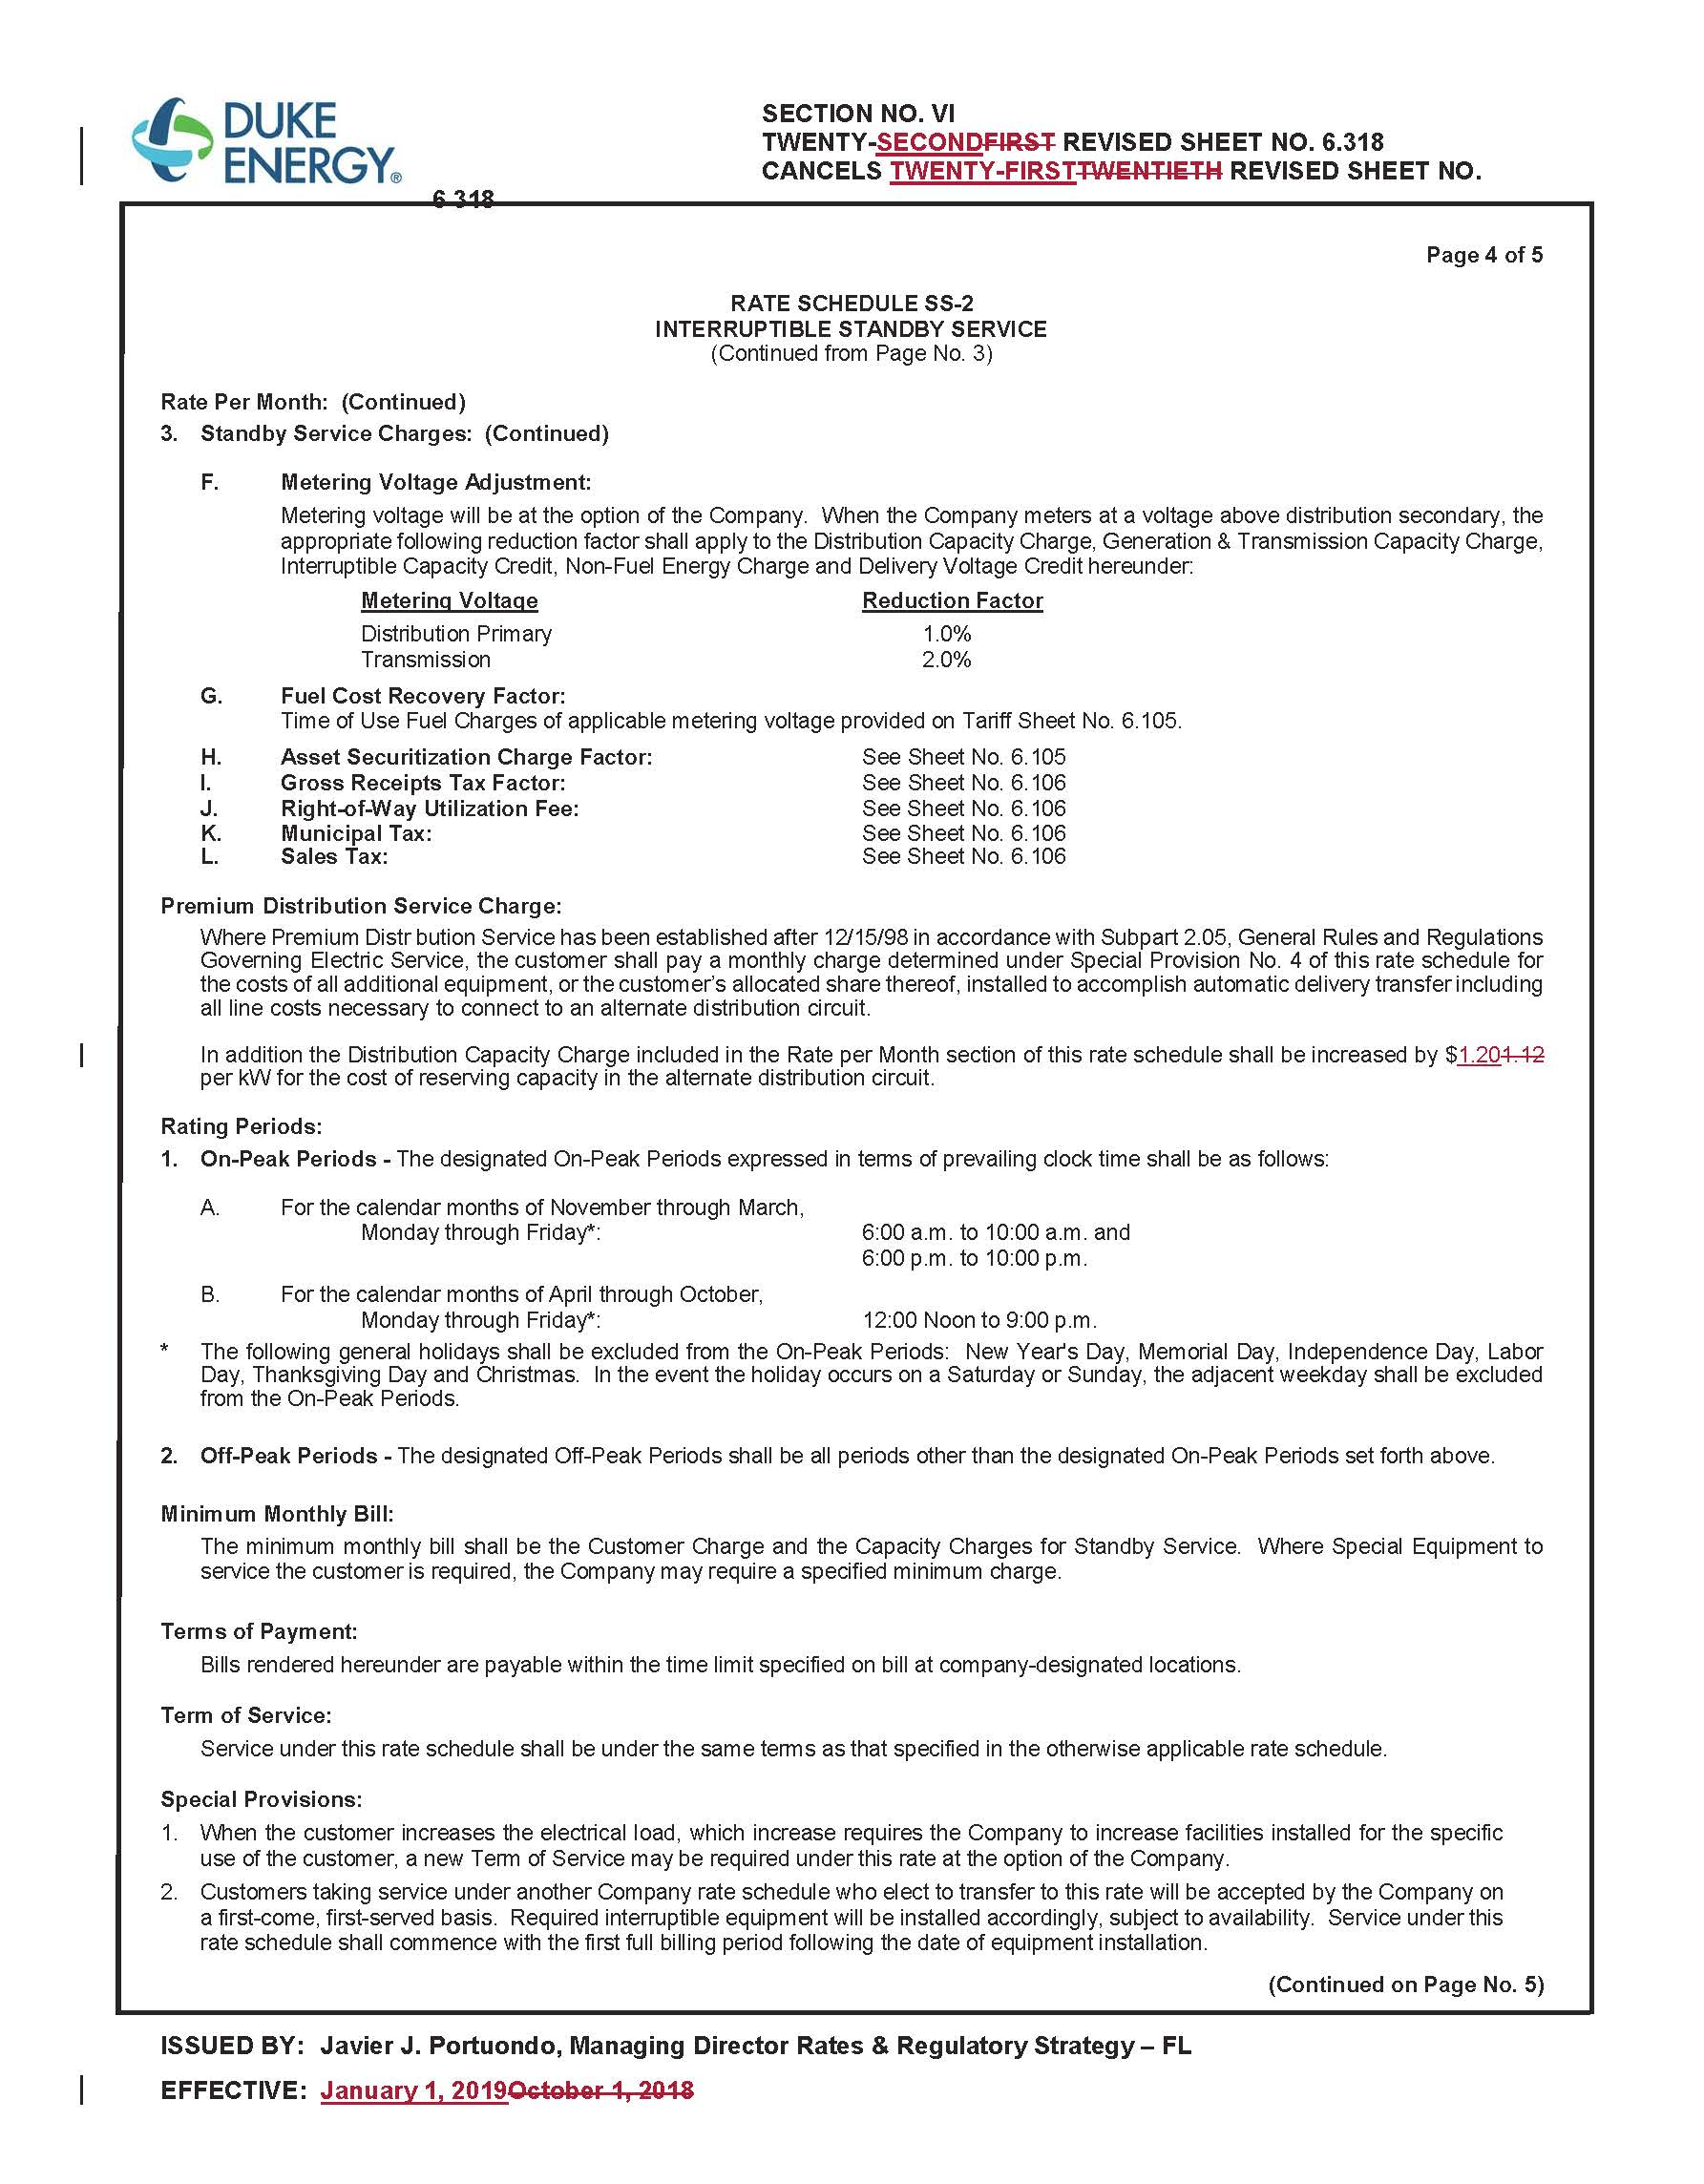 DUKE
ENERGY®
SECTION NO. VI
TWENTY-SECONDFIRST REVISED SHEET NO. 6.318
CANCELS TWENTY-FIRSTTWENTIETH REVISED SHEET NO.
6.318
Page 4 of 5
RATE SCHEDULE SS-2
INTERRUPTIBLE STANDBY SERVICE
(Continued from Page No. 3)
Rate Per Month: (Continued)
3. Standby Service Charges: (Continued)
F. Metering Voltage Adjustment:
Metering voltage will be at the option of the Company. When the Company meters at a voltage above distribution secondary, the
appropriate following reduction factor shall apply to the Distribution Capacity Charge, Generation & Transmission Capacity Charge,
Interruptible Capacity Credit, Non-Fuel Energy Charge and Delivery Voltage Credit hereunder:
Metering Voltage Reduction Factor
Distribution Primary 1.0%
Transmission 2.0%
G. Fuel Cost Recovery Factor:
Time of Use Fuel Charges of applicable metering voltage provided on Tariff Sheet No. 6.105.
H. Asset Securitization Charge Factor: See Sheet No. 6.105
I. Gross Receipts Tax Factor: See Sheet No. 6.106
J. Right-of-Way Utilization Fee: See Sheet No. 6.106
K. Municipal Tax: See Sheet No. 6.106
L. Sales Tax: See Sheet No. 6.106
Premium Distribution Service Charge:
Where Premium Distr bution Service has been established after 12/15/98 in accordance with Subpart 2.05, General Rules and Regulations
Governing Electric Service, the customer shall pay a monthly charge determined under Special Provision No. 4 of this rate schedule for
the costs of all additional equipment, or the customer's allocated share thereof, installed to accomplish automatic delivery transfer including
all line costs necessary to connect to an alternate distribution circuit.
In addition the Distribution Capacity Charge included in the Rate per Month section of this rate schedule shall be increased by $1.201.12
per kW for the cost of reserving capacity in the alternate distribution circuit.
Rating Periods:
1. On-Peak Periods - The designated On-Peak Periods expressed in terms of prevailing clock time shall be as follows:
A. For the calendar months of November through March,
Monday through Friday*: 6:00 a.m. to 10:00 a.m. and
6:00 p.m. to 10:00 p.m.
B. For the calendar months of April through October,
Monday through Friday*: 12:00 Noon to 9:00 p.m.
* The following general holidays shall be excluded from the On-Peak Periods: New Year's Day, Memorial Day, Independence Day, Labor
Day, Thanksgiving Day and Christmas. In the event the holiday occurs on a Saturday or Sunday, the adjacent weekday shall be excluded
from the On-Peak Periods.
2. Off-Peak Periods - The designated Off-Peak Periods shall be all periods other than the designated On-Peak Periods set forth above.
Minimum Monthly Bill:
The minimum monthly bill shall be the Customer Charge and the Capacity Charges for Standby Service. Where Special Equipment to
service the customer is required, the Company may require a specified minimum charge.
Terms of Payment:
Bills rendered hereunder are payable within the time limit specified on bill at company-designated locations.
Term of Service:
Service under this rate schedule shall be under the same terms as that specified in the otherwise applicable rate schedule.
Special Provisions:
1. When the customer increases the electrical load, which increase requires the Company to increase facilities installed for the specific
use of the customer, a new Term of Service may be required under this rate at the option of the Company.
2. Customers taking service under another Company rate schedule who elect to transfer to this rate will be accepted by the Company on
a first-come, first-served basis. Required interruptible equipment will be installed accordingly, subject to availability. Service under this
rate schedule shall commence with the first full billing period following the date of equipment installation.
(Continued on Page No. 5)
ISSUED BY: Javier J. Portuondo, Managing Director Rates & Regulatory Strategy – FL
EFFECTIVE: January 1, 2019October 1, 2018